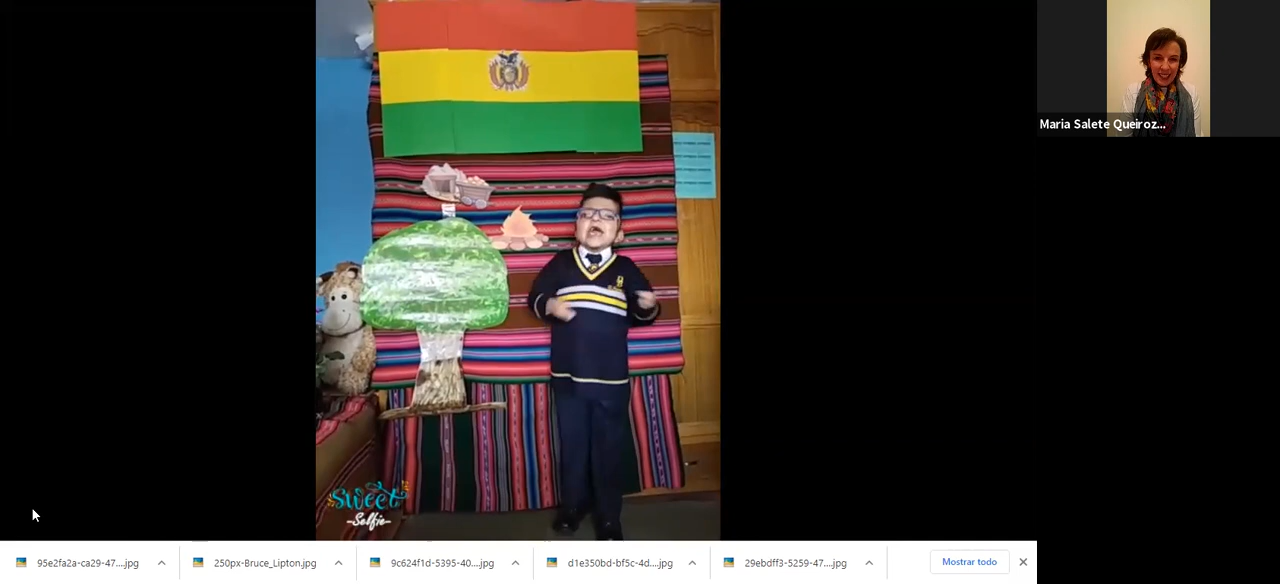 Maria Salete Queiroz...
Sweet
-Selfie-
95e2fa2a-ca29-47....jpg
250px-Bruce_Lipton.jpg
9c624f1d-5395-40....jpg
d1e350bd-bf5c-4d....jpg
29ebdff3-5259-47....jpg
Mostrar todo